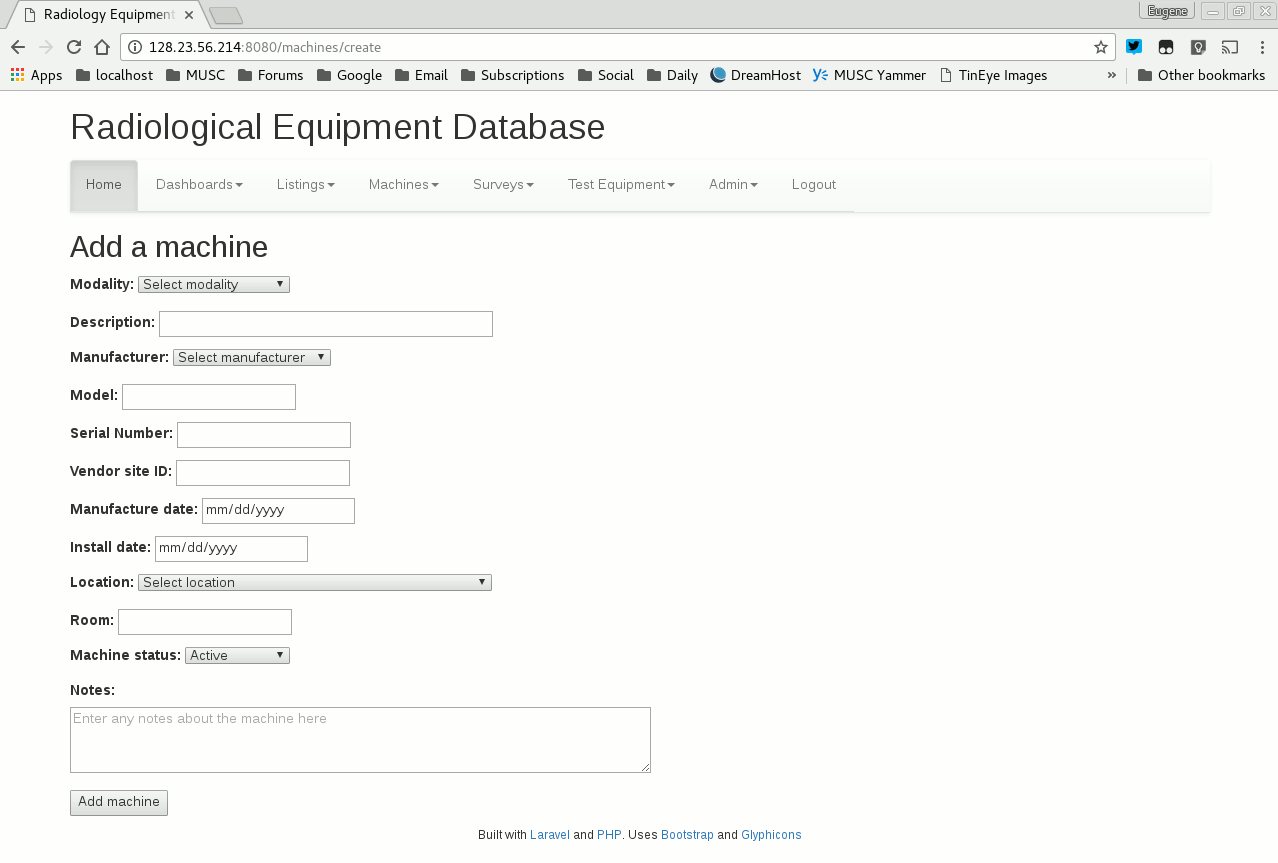 Radiology Equipment
Eugene
128.23.56.214:8080/machines/create
Apps localhost MUSC Forums Google Email Subscriptions Social Daily DreamHost MUSC Yammer TinEye Images » Other bookmarks
Radiological Equipment Database
Home Dashboards Listings Machines Surveys Test Equipment Admin Logout
Add a machine
Modality: Select modality
Description:
Manufacturer: Select manufacturer
Model:
Serial Number:
Vendor site ID:
Manufacture date: mm/dd/yyyy
Install date: mm/dd/yyyy
Location: Select location
Room:
Machine status: Active
Notes:
Enter any notes about the machine here
Add machine
Built with Laravel and PHP. Uses Bootstrap and Glyphicons